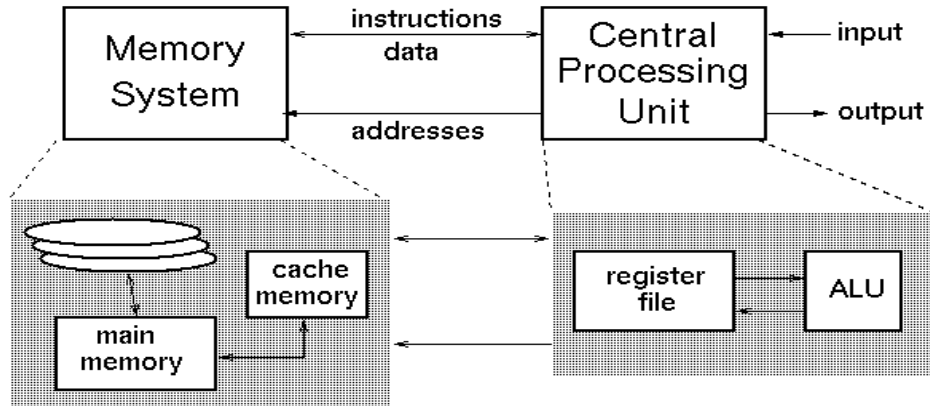 Memory
System
instructions
data
addresses
Central
Processing
Unit
input
output
cache
memory
main
memory
register
file
ALU